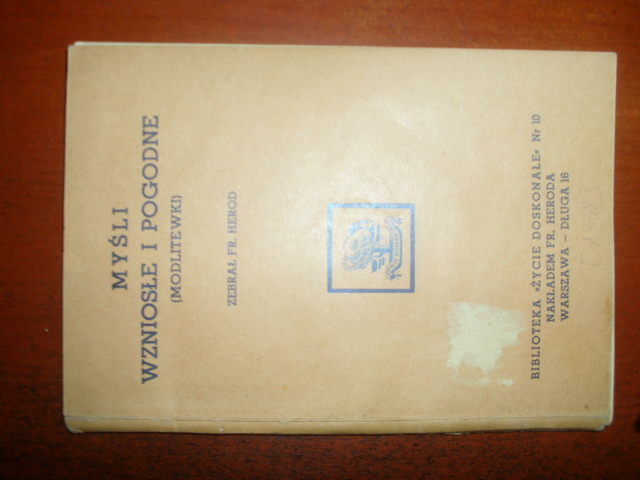 MYŚLI
WZNIOSŁE I POGODNE
(MODLITEWKI)
ZEBRAŁ FR. HEROD
BIBLIOTEKA »ŻYCIE DOSKONAŁE« Nr 10
NAKŁADEM FR. HERODA
WARSZAWA – DŁUGA 16